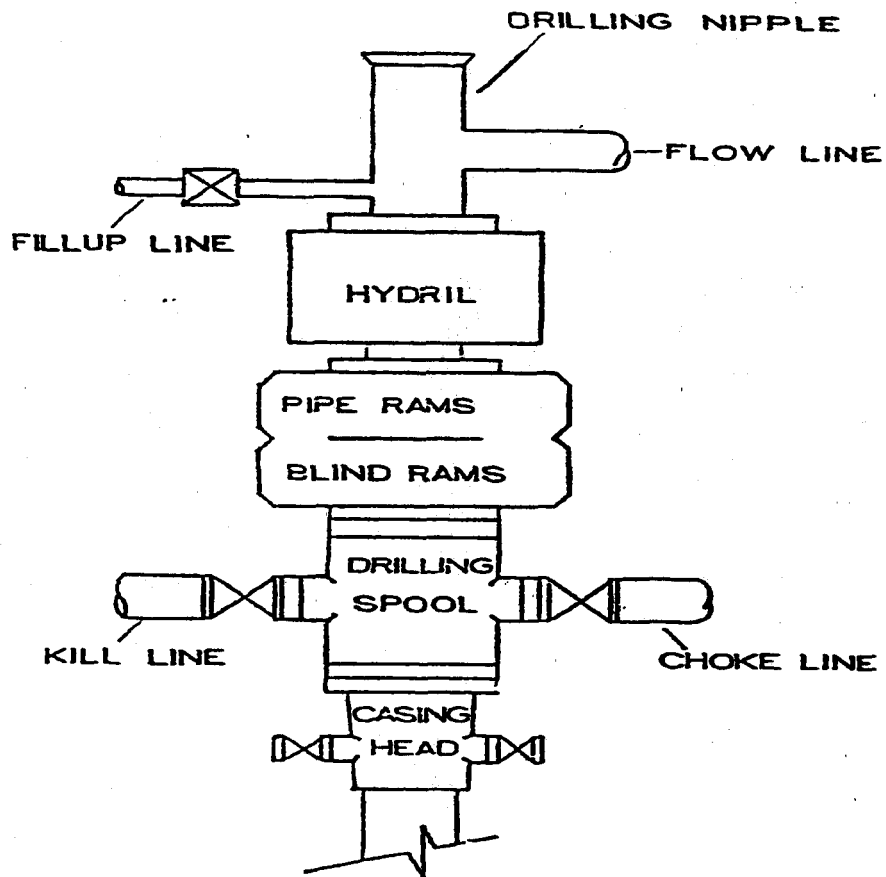 DRILLING NIPPLE
FLOW LINE
FILLUP LINE
HYDRIL
PIPE RAMS
BLIND RAMS
DRILLING
SPOOL
KILL LINE
CHOKE LINE
CASING
HEAD